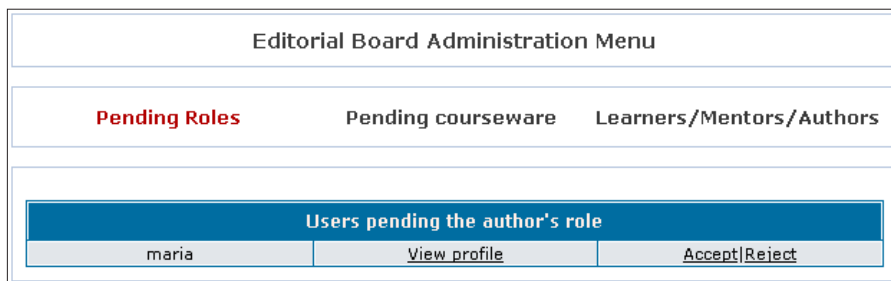 Editorial Board Administration Menu
Pending Roles Pending courseware Learners/Mentors/Authors
Users pending the author's role
maria View profile Accept|Reject